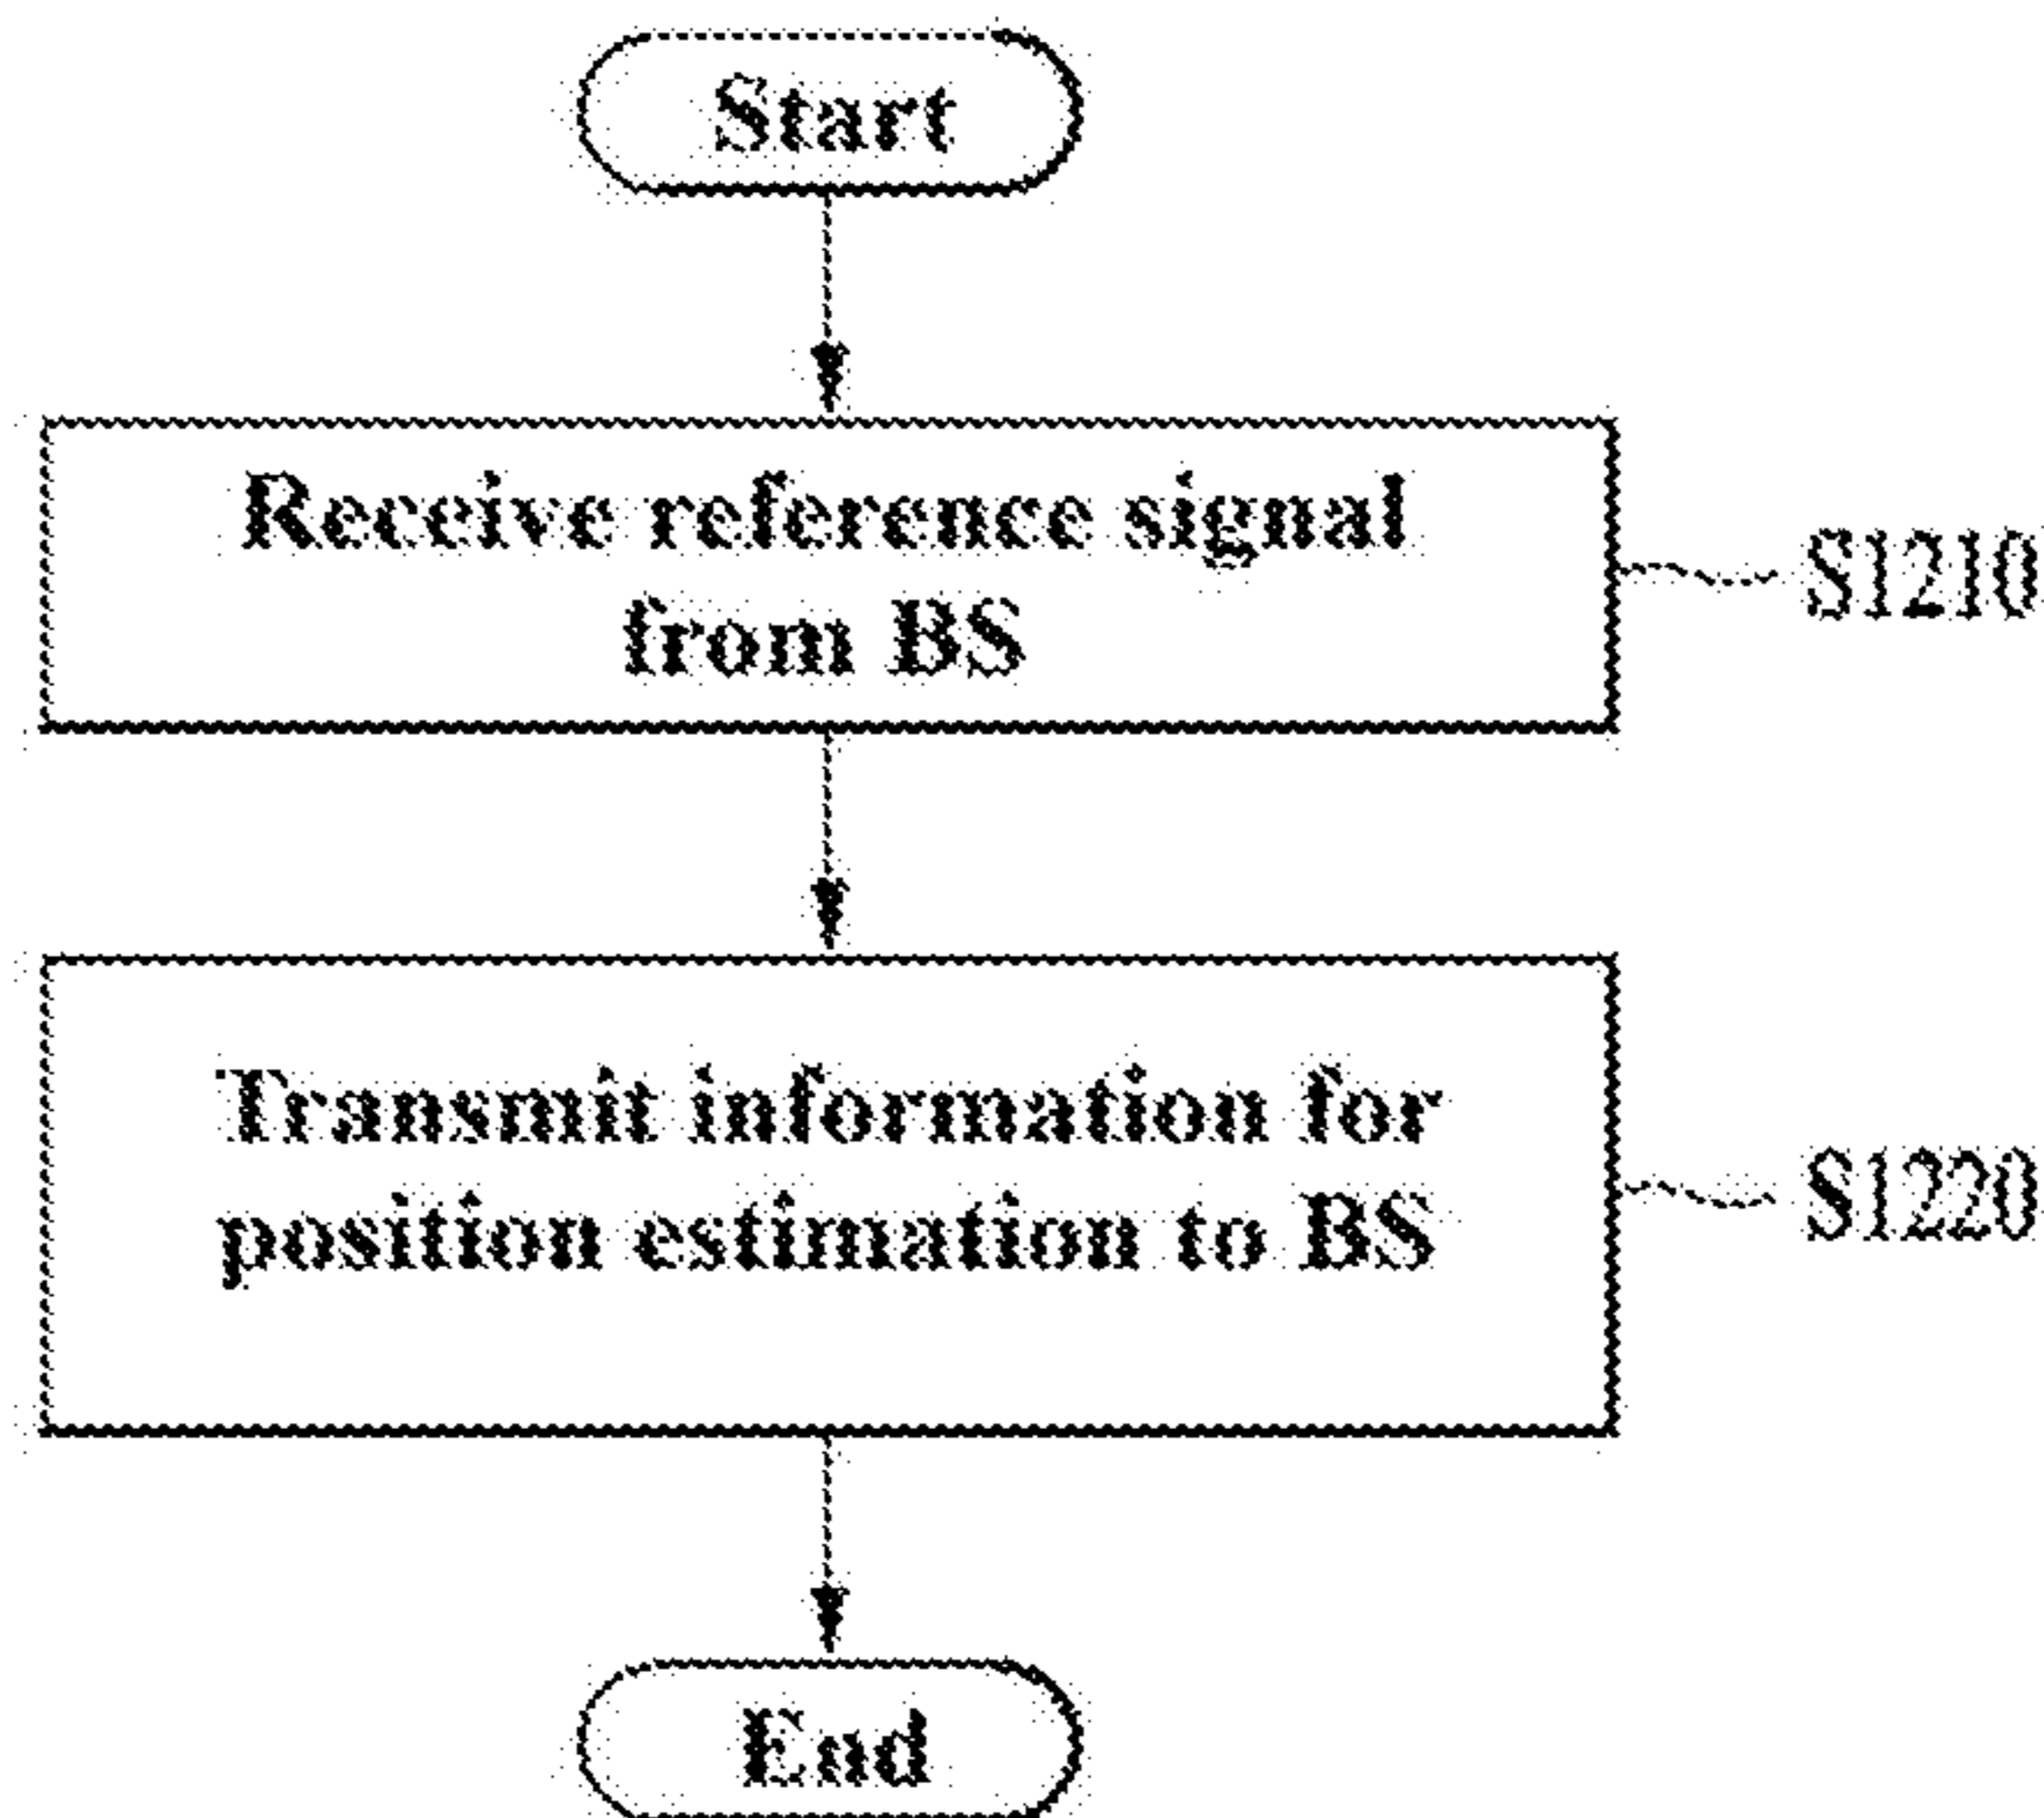 Start
Receive reference signal
from BS
S1210
Transmit information for
position estimation to BS
S1220
End